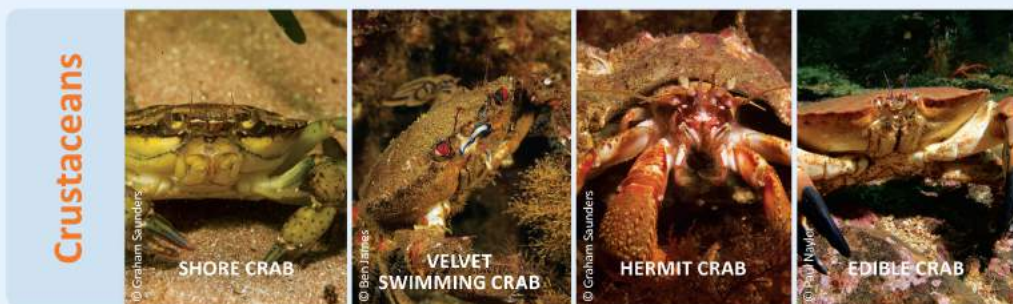 Crustaceans
© Graham Saunders
SHORE CRAB
© Ben James
VELVET
SWIMMING CRAB
© Graham Saunders
HERMIT CRAB
© Paul Naylor
EDIBLE CRAB